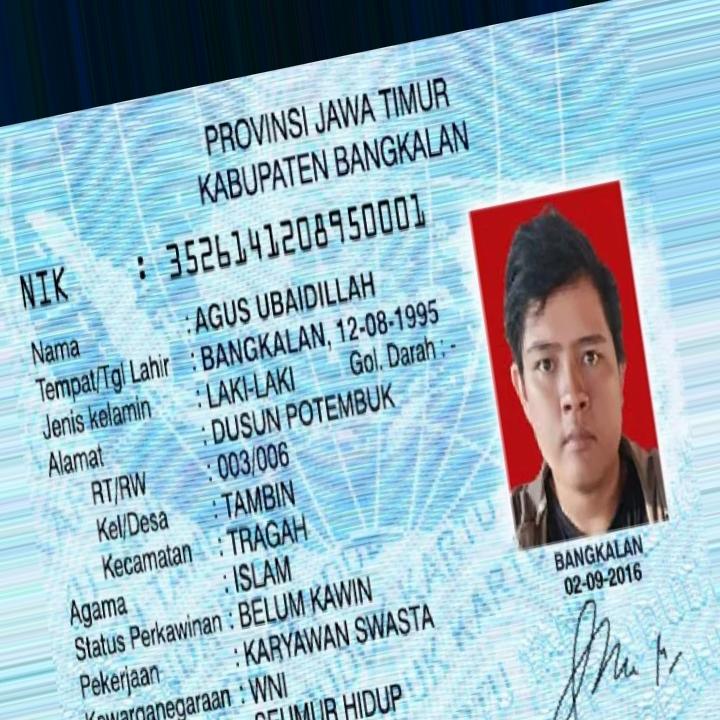 PROVINSI JAWA TIMUR
KABUPATEN BANGKALAN
NIK : 3526141208950001
Nama : AGUS UBAIDILLAH
Tempat/Tgl Lahir : BANGKALAN, 12-08-1995
Jenis kelamin : LAKI-LAKI Gol. Darah : -
Alamat : DUSUN POTEMBUK
RT/RW : 003/006
Kel/Desa : TAMBIN
Kecamatan : TRAGAH
Agama : ISLAM
Status Perkawinan : BELUM KAWIN
Pekerjaan : KARYAWAN SWASTA
Kewarganegaraan : WNI
SEUMUR HIDUP
BANGKALAN
02-09-2016